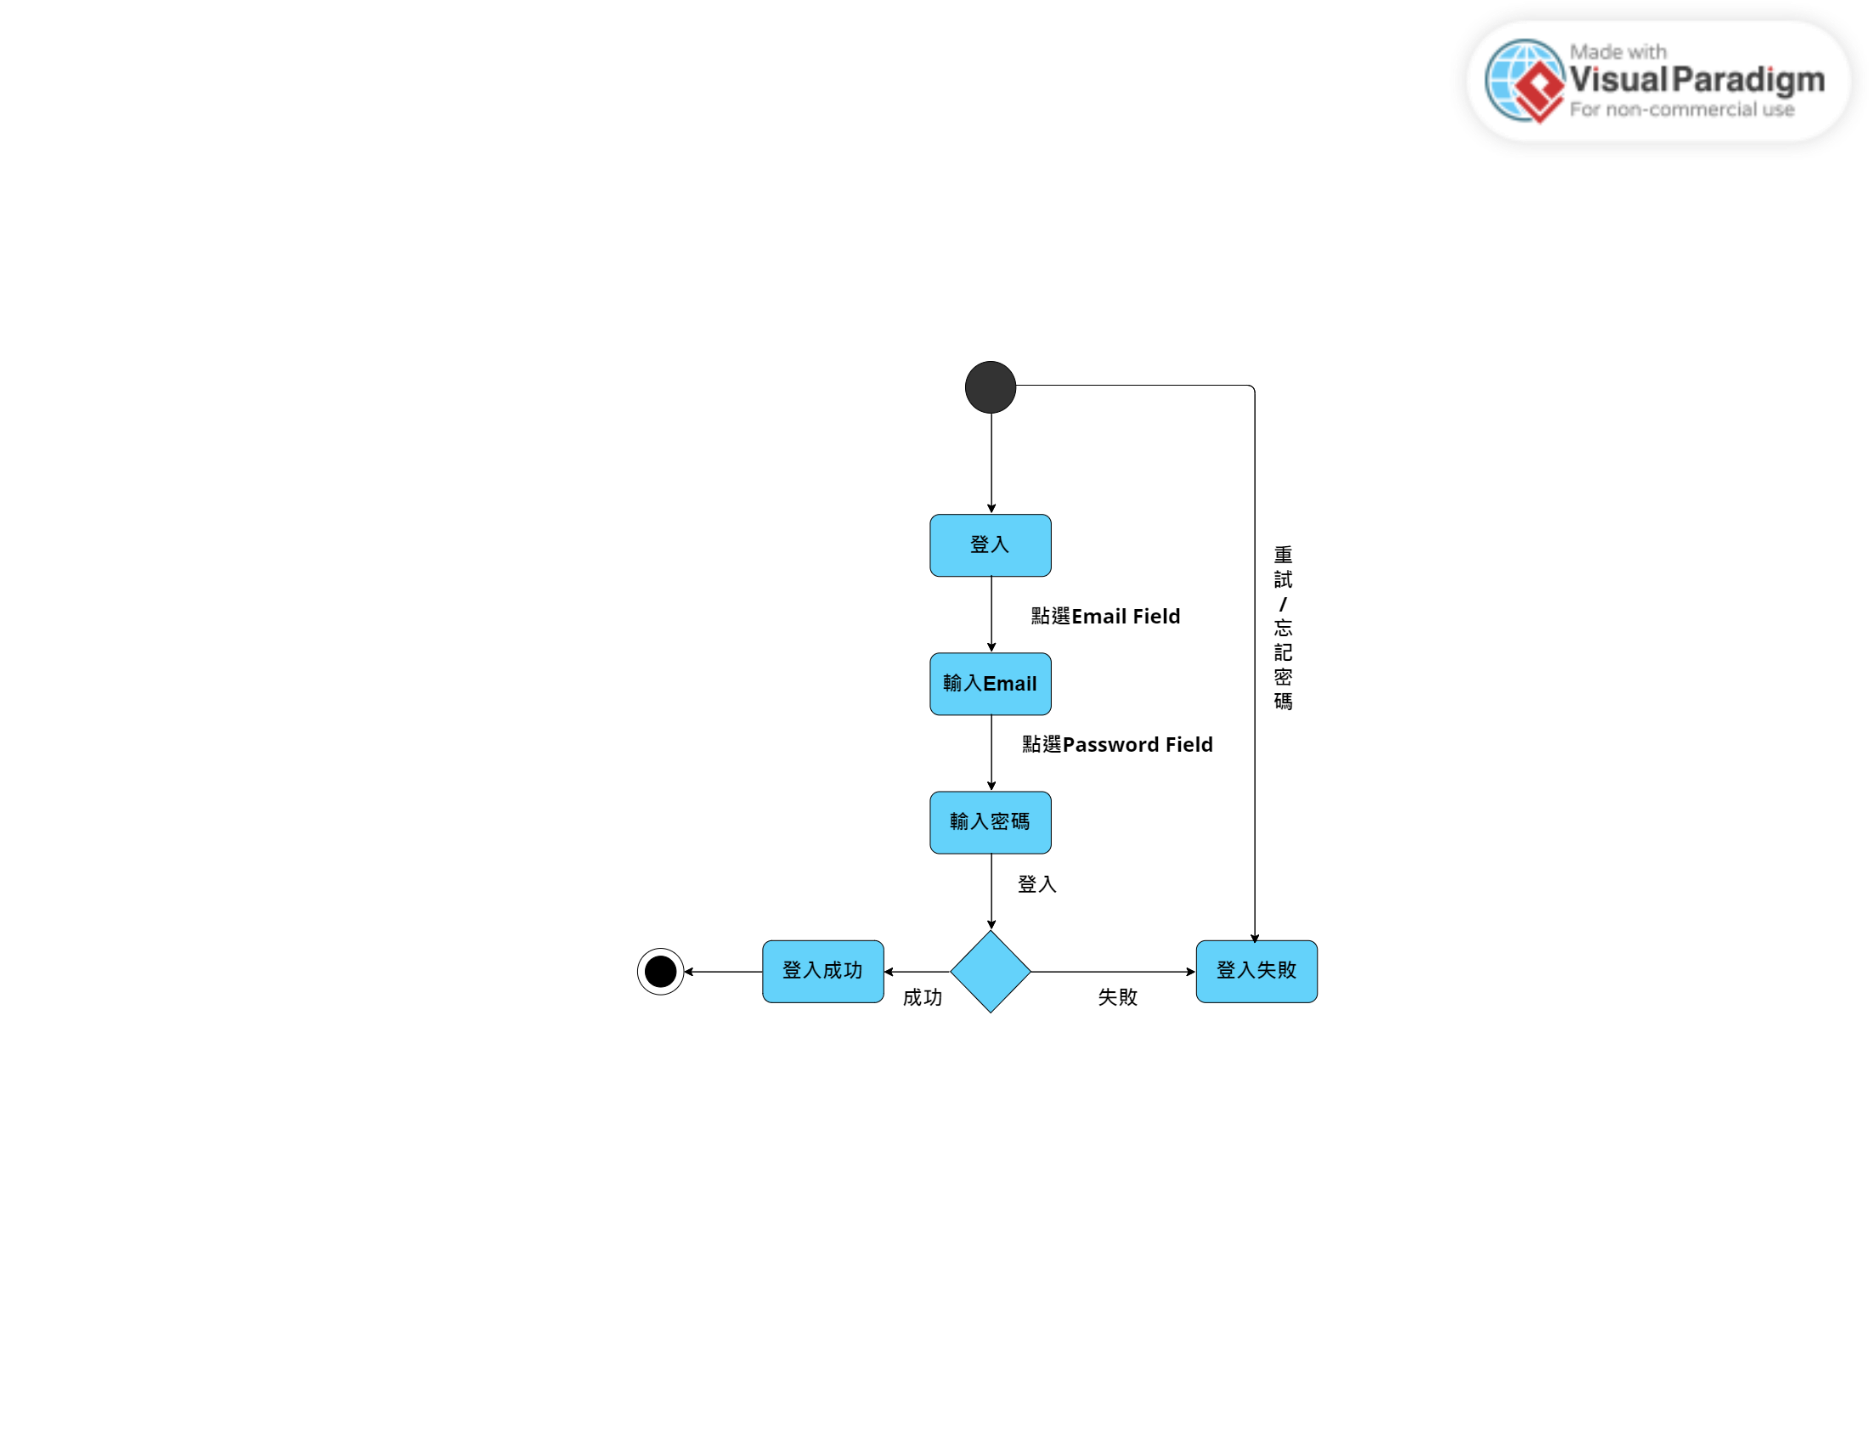 Made with
Visual Paradigm
For non-commercial use
登入
點選Email Field
重試/忘記密碼
輸入Email
點選Password Field
輸入密碼
登入
登入成功
成功
失敗
登入失敗